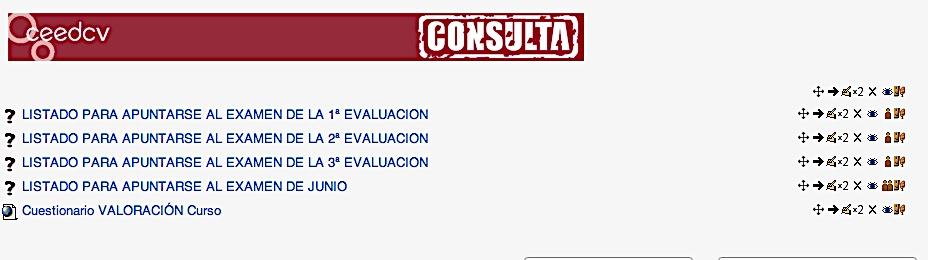 ceedcv CONSULTA
×2
? LISTADO PARA APUNTARSE AL EXAMEN DE LA 1ª EVALUACION ×2
? LISTADO PARA APUNTARSE AL EXAMEN DE LA 2ª EVALUACION ×2
? LISTADO PARA APUNTARSE AL EXAMEN DE LA 3ª EVALUACION ×2
? LISTADO PARA APUNTARSE AL EXAMEN DE JUNIO ×2
Cuestionario VALORACIÓN Curso ×2